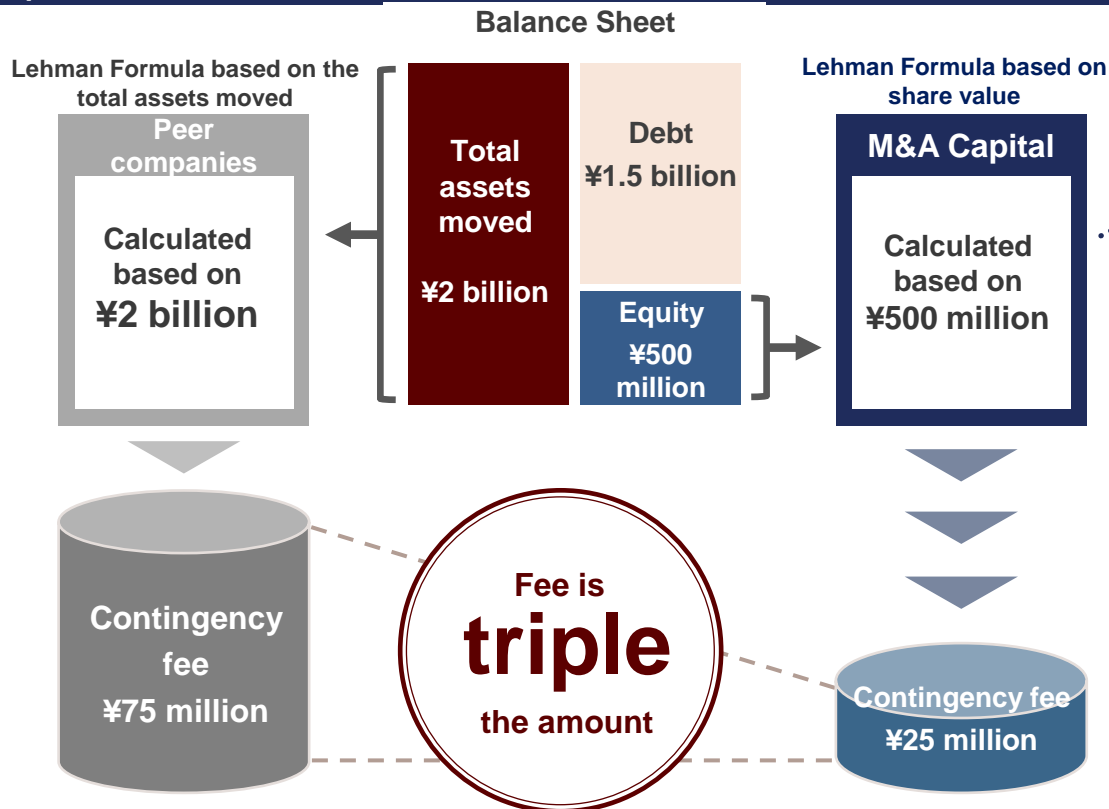 Balance Sheet
Lehman Formula based on the
total assets moved
Peer
companies
Calculated
based on
¥2 billion
Total
assets
moved
¥2 billion
Debt
¥1.5 billion
Equity
¥500
million
Lehman Formula based on
share value
M&A Capital
Calculated
based on
¥500 million
Contingency
fee
¥75 million
Fee is
triple
the amount
Contingency fee
¥25 million